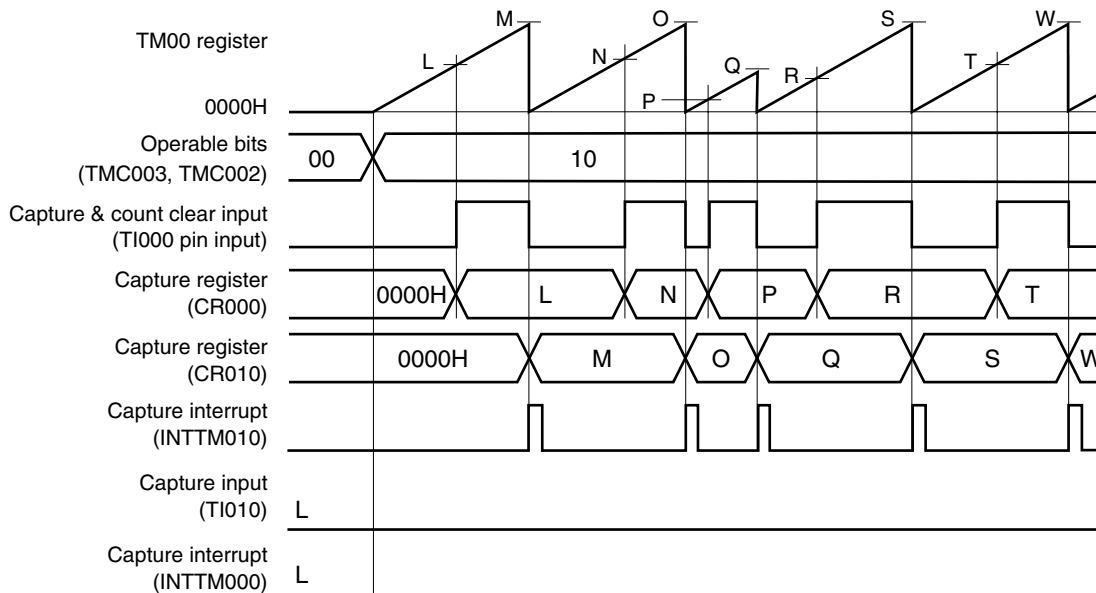 M O S W
L N Q R T
P
TM00 register
0000H
Operable bits
(TMC003, TMC002)
00 10
Capture & count clear input
(TI000 pin input)
Capture register
(CR000)
0000H L N P R T
Capture register
(CR010)
0000H M O Q S W
Capture interrupt
(INTTM010)
Capture input
(TI010)
L
Capture interrupt
(INTTM000)
L